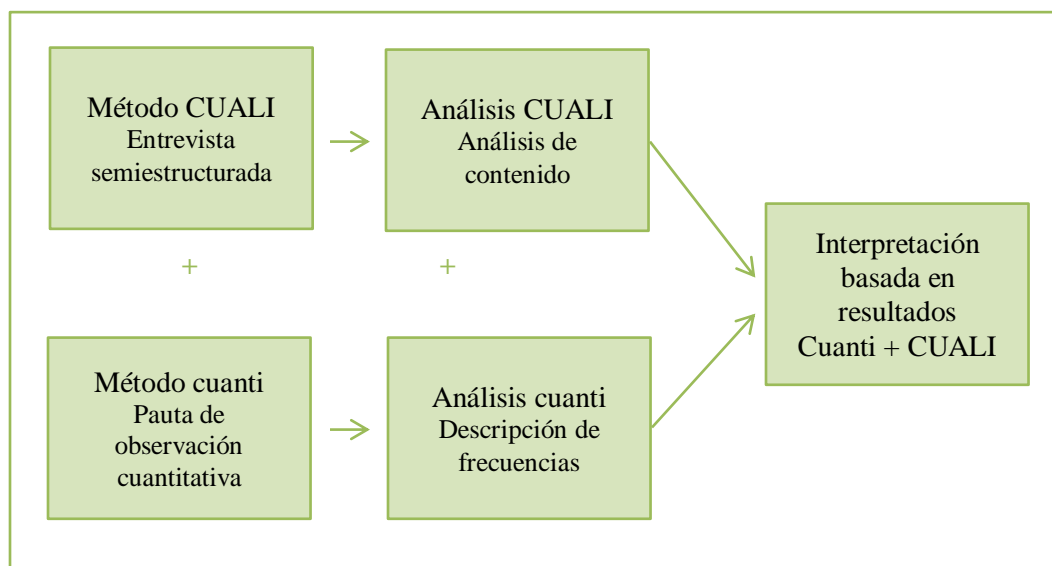 Método CUALI
Entrevista
semiestructurada
Análisis CUALI
Análisis de
contenido
+
+
Método cuanti
Pauta de
observación
cuantitativa
Análisis cuanti
Descripción de
frecuencias
Interpretación
basada en
resultados
Cuanti + CUALI